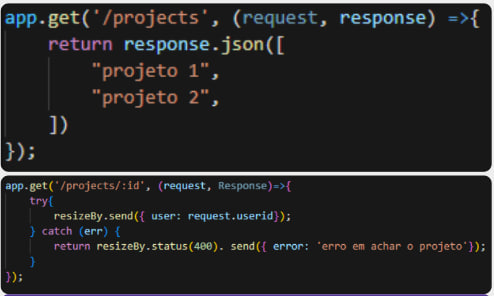 app.get('/projects', (request, response) =>{
return response.json([
"projeto 1",
"projeto 2",
])
});
app.get('/projects/:id', (request, Response)=>{
try{
resizeBy.send({ user: request.userid});
} catch (err) {
return resizeBy.status(400). send({ error: 'erro em achar o projeto'});
}
});